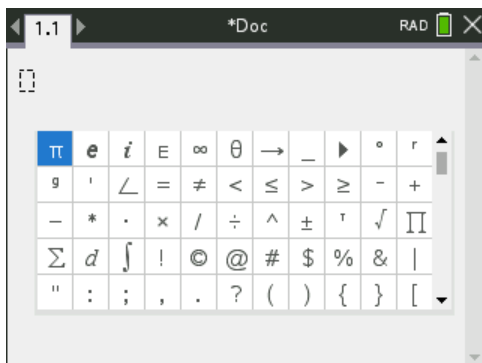 1.1 *Doc RAD
π e i E ∞ θ → _ ▶ ° r
g ' ∠ = ≠ < ≤ > ≥ - +
− * · × / ÷ ^ ± ᵀ √ ∏
∑ d ∫ ! © @ # $ % & |
" : ; , . ? ( ) { } [